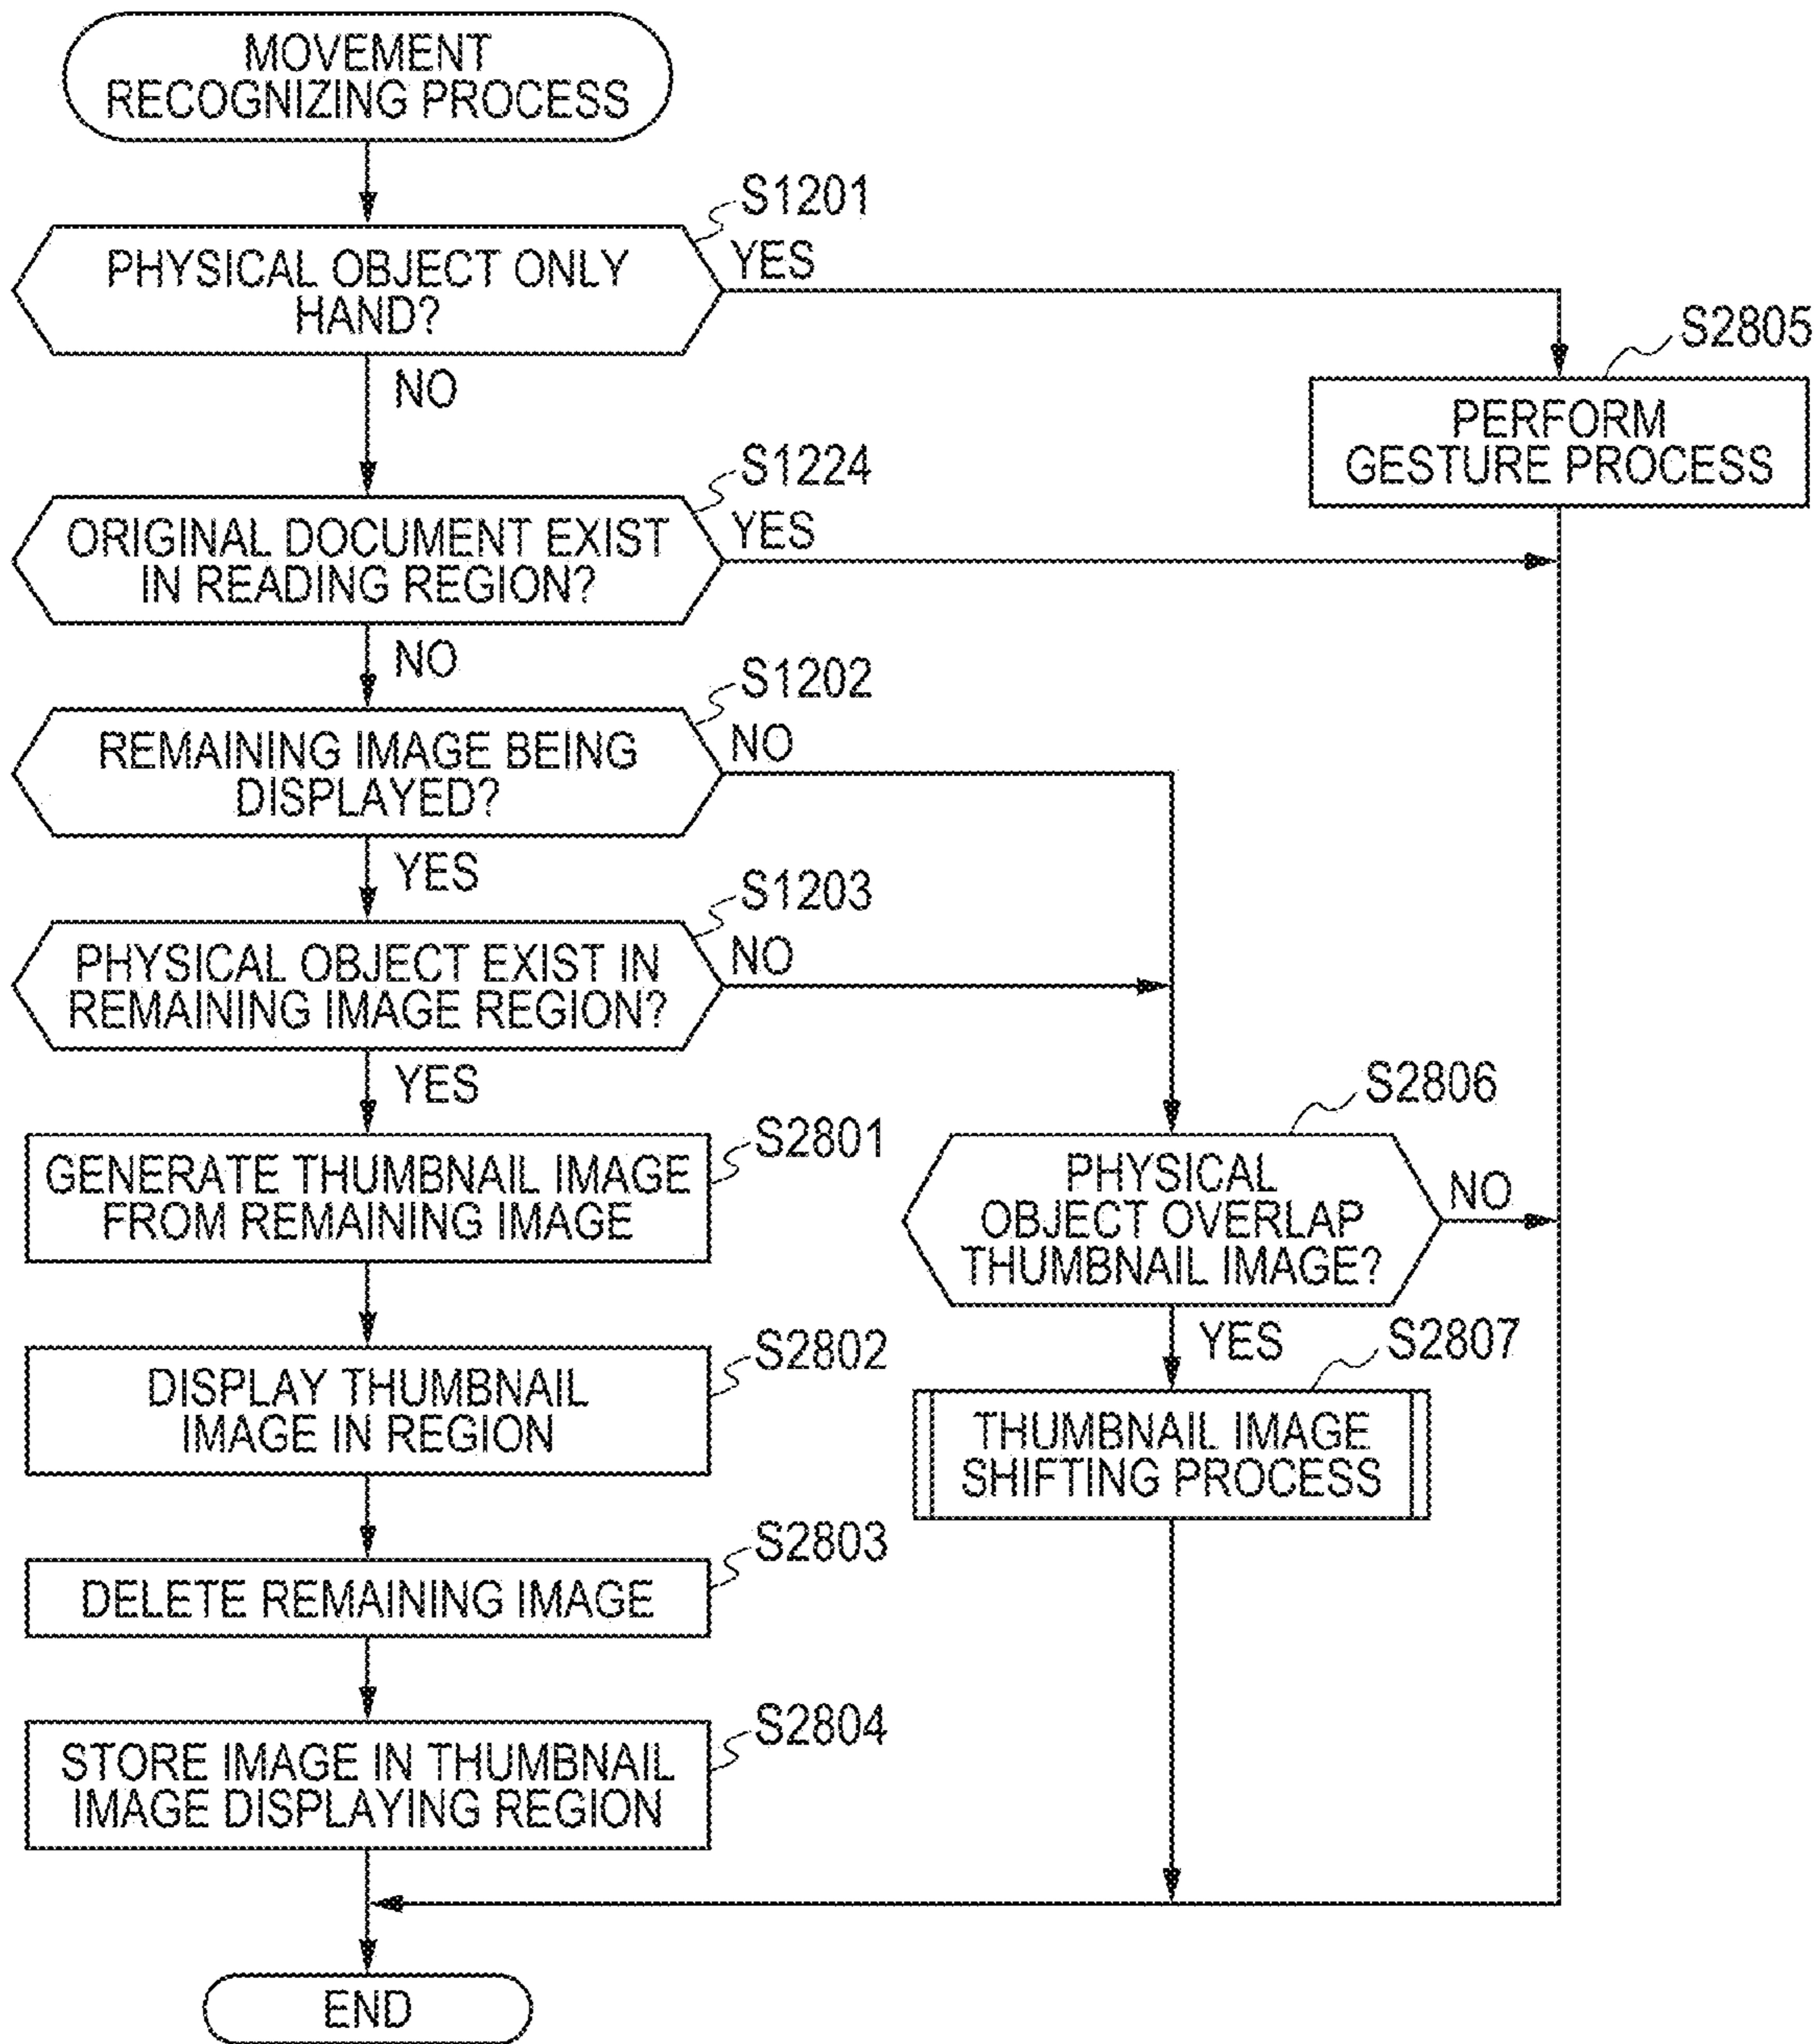 MOVEMENT
RECOGNIZING PROCESS
S1201
PHYSICAL OBJECT ONLY
HAND?
YES
NO
S2805
PERFORM
GESTURE PROCESS
S1224
ORIGINAL DOCUMENT EXIST
IN READING REGION?
YES
NO
S1202
REMAINING IMAGE BEING
DISPLAYED?
NO
YES
S1203
PHYSICAL OBJECT EXIST IN
REMAINING IMAGE REGION?
NO
YES
S2801
GENERATE THUMBNAIL IMAGE
FROM REMAINING IMAGE
S2806
PHYSICAL
OBJECT OVERLAP
THUMBNAIL IMAGE?
NO
YES
S2802
DISPLAY THUMBNAIL
IMAGE IN REGION
S2807
THUMBNAIL IMAGE
SHIFTING PROCESS
S2803
DELETE REMAINING IMAGE
S2804
STORE IMAGE IN THUMBNAIL
IMAGE DISPLAYING REGION
END